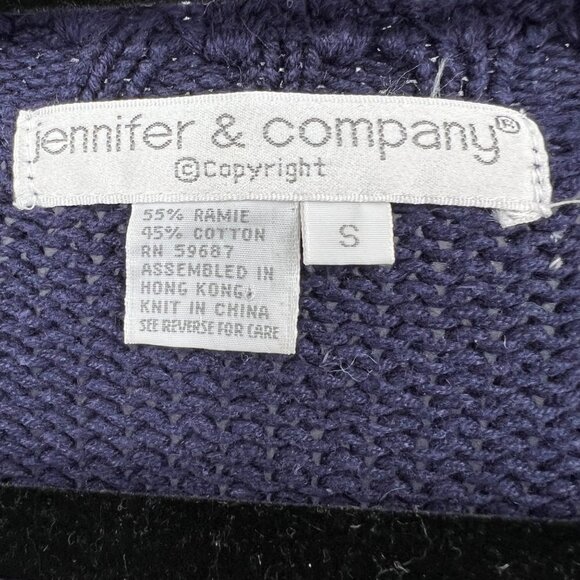 jennifer & company®
©Copyright
55% RAMIE
45% COTTON
RN 59687
ASSEMBLED IN
HONG KONG;
KNIT IN CHINA
SEE REVERSE FOR CARE
S